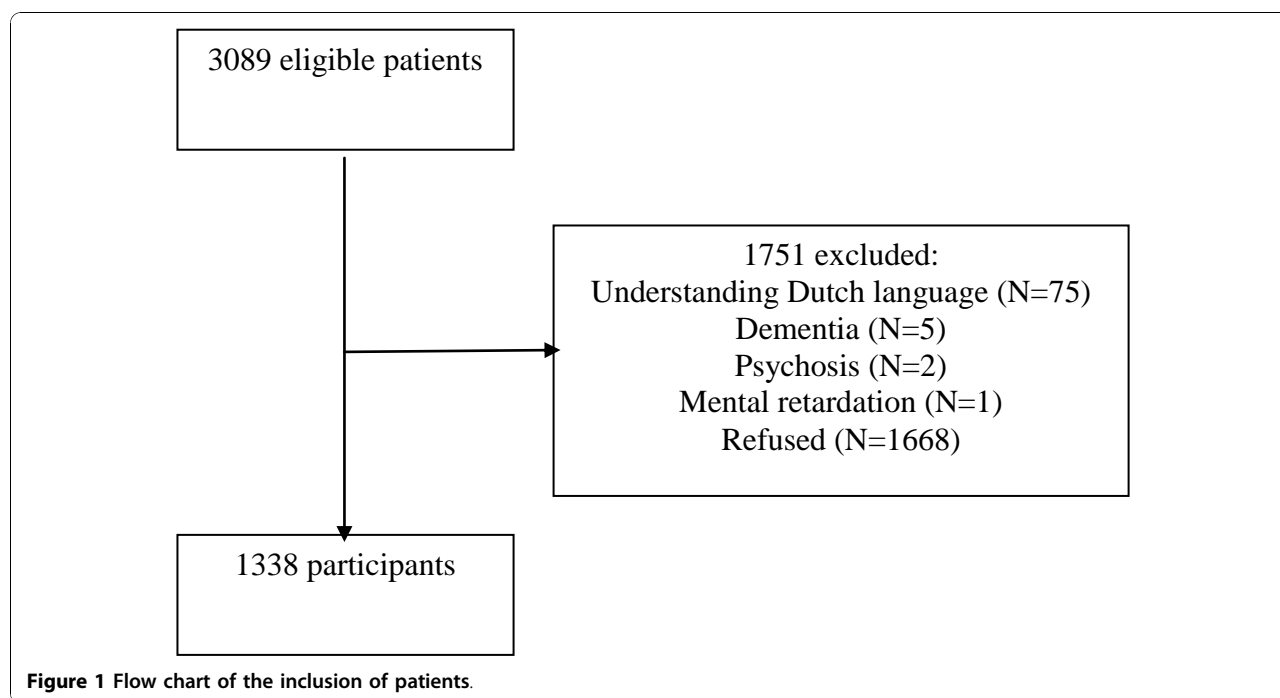 3089 eligible patients
1751 excluded:
Understanding Dutch language (N=75)
Dementia (N=5)
Psychosis (N=2)
Mental retardation (N=1)
Refused (N=1668)
1338 participants
Figure 1 Flow chart of the inclusion of patients.